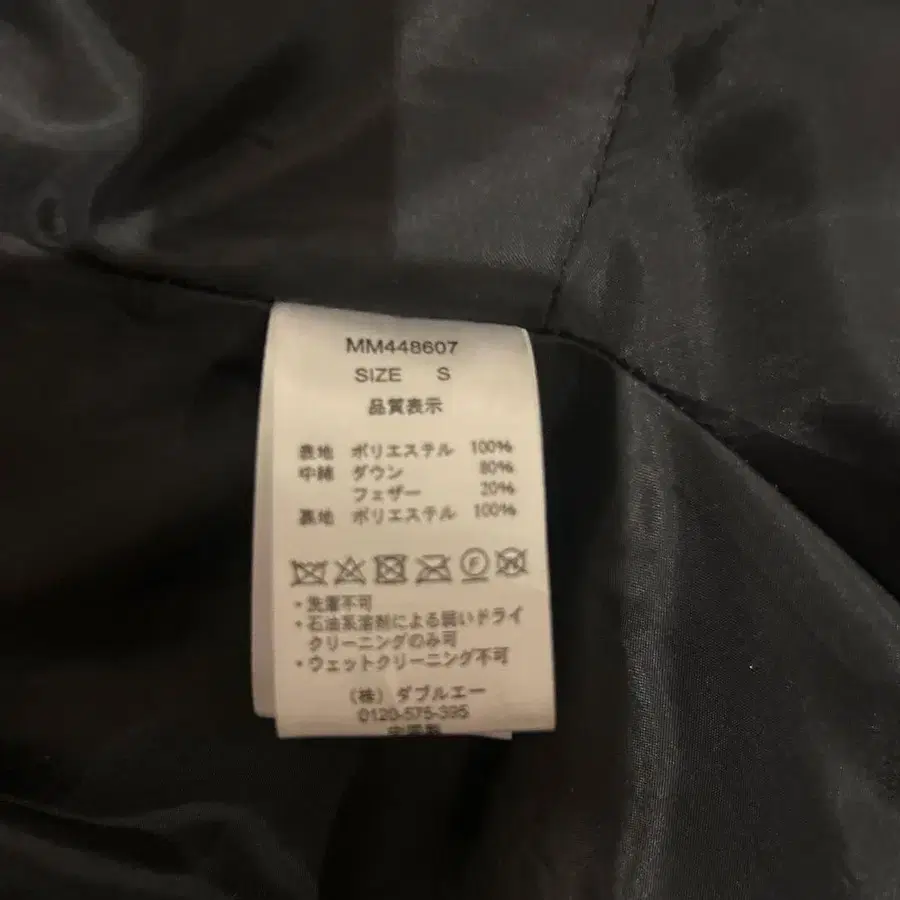 MM448607
SIZE S
品質表示
表地 ポリエステル 100%
中綿 ダウン 80%
フェザー 20%
裏地 ポリエステル 100%
F W
・洗濯不可
・石油系溶剤による弱いドライ
クリーニングのみ可
・ウェットクリーニング不可
(株)ダブルエー
0120-575-395
中国製